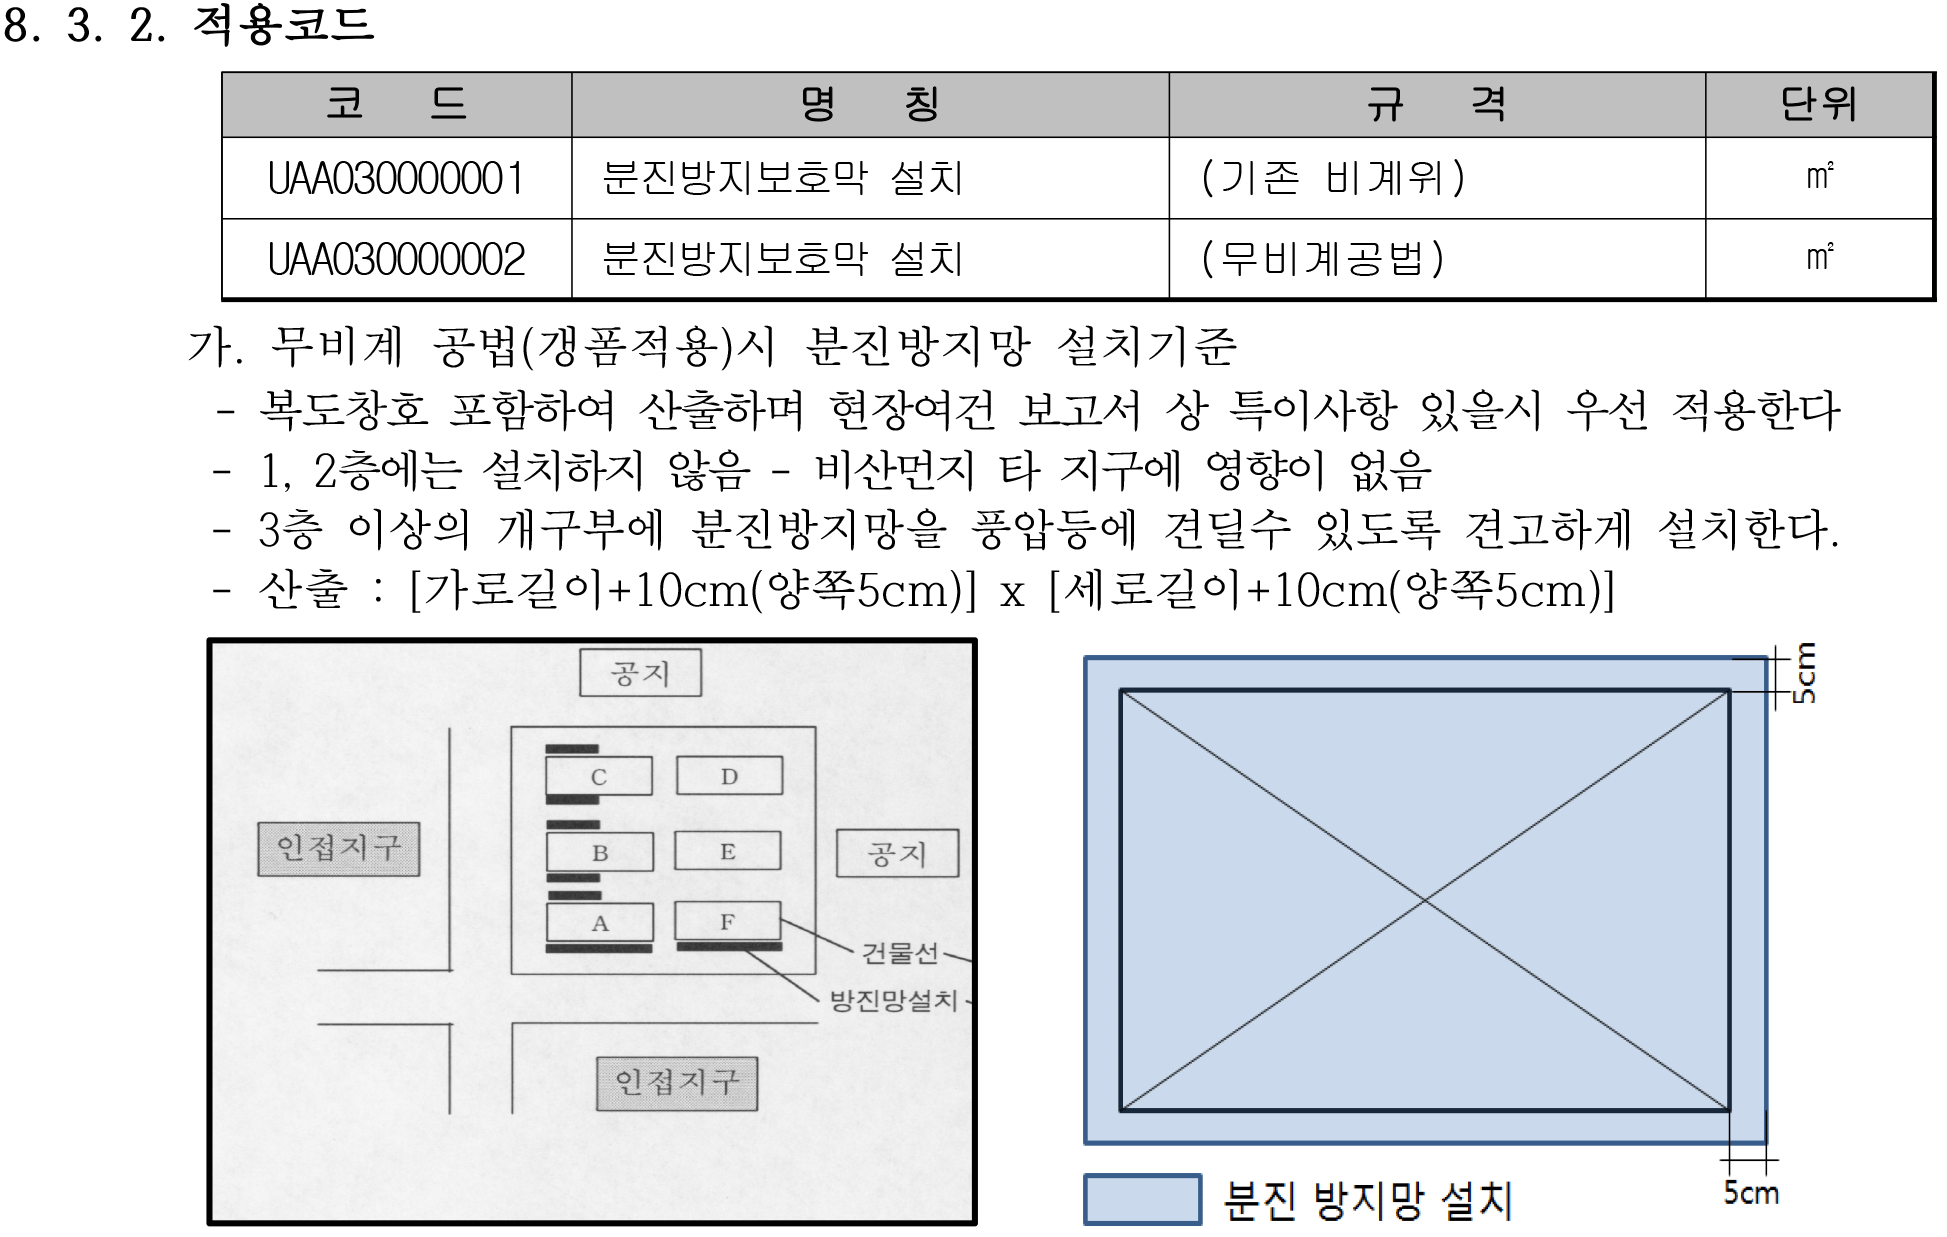 8. 3. 2. 적용코드
코 드 명 칭 규 격 단위
UAA030000001 분진방지보호막 설치 (기존 비계위) ㎡
UAA030000002 분진방지보호막 설치 (무비계공법) ㎡
가. 무비계 공법(갱폼적용)시 분진방지망 설치기준
- 복도창호 포함하여 산출하며 현장여건 보고서 상 특이사항 있을시 우선 적용한다
- 1, 2층에는 설치하지 않음 - 비산먼지 타 지구에 영향이 없음
- 3층 이상의 개구부에 분진방지망을 풍압등에 견딜수 있도록 견고하게 설치한다.
- 산출 : [가로길이+10cm(양쪽5cm)] x [세로길이+10cm(양쪽5cm)]
공지
C D
인접지구 B E 공지
A F
건물선
방진망설치
인접지구
5cm
5cm
분진 방지망 설치